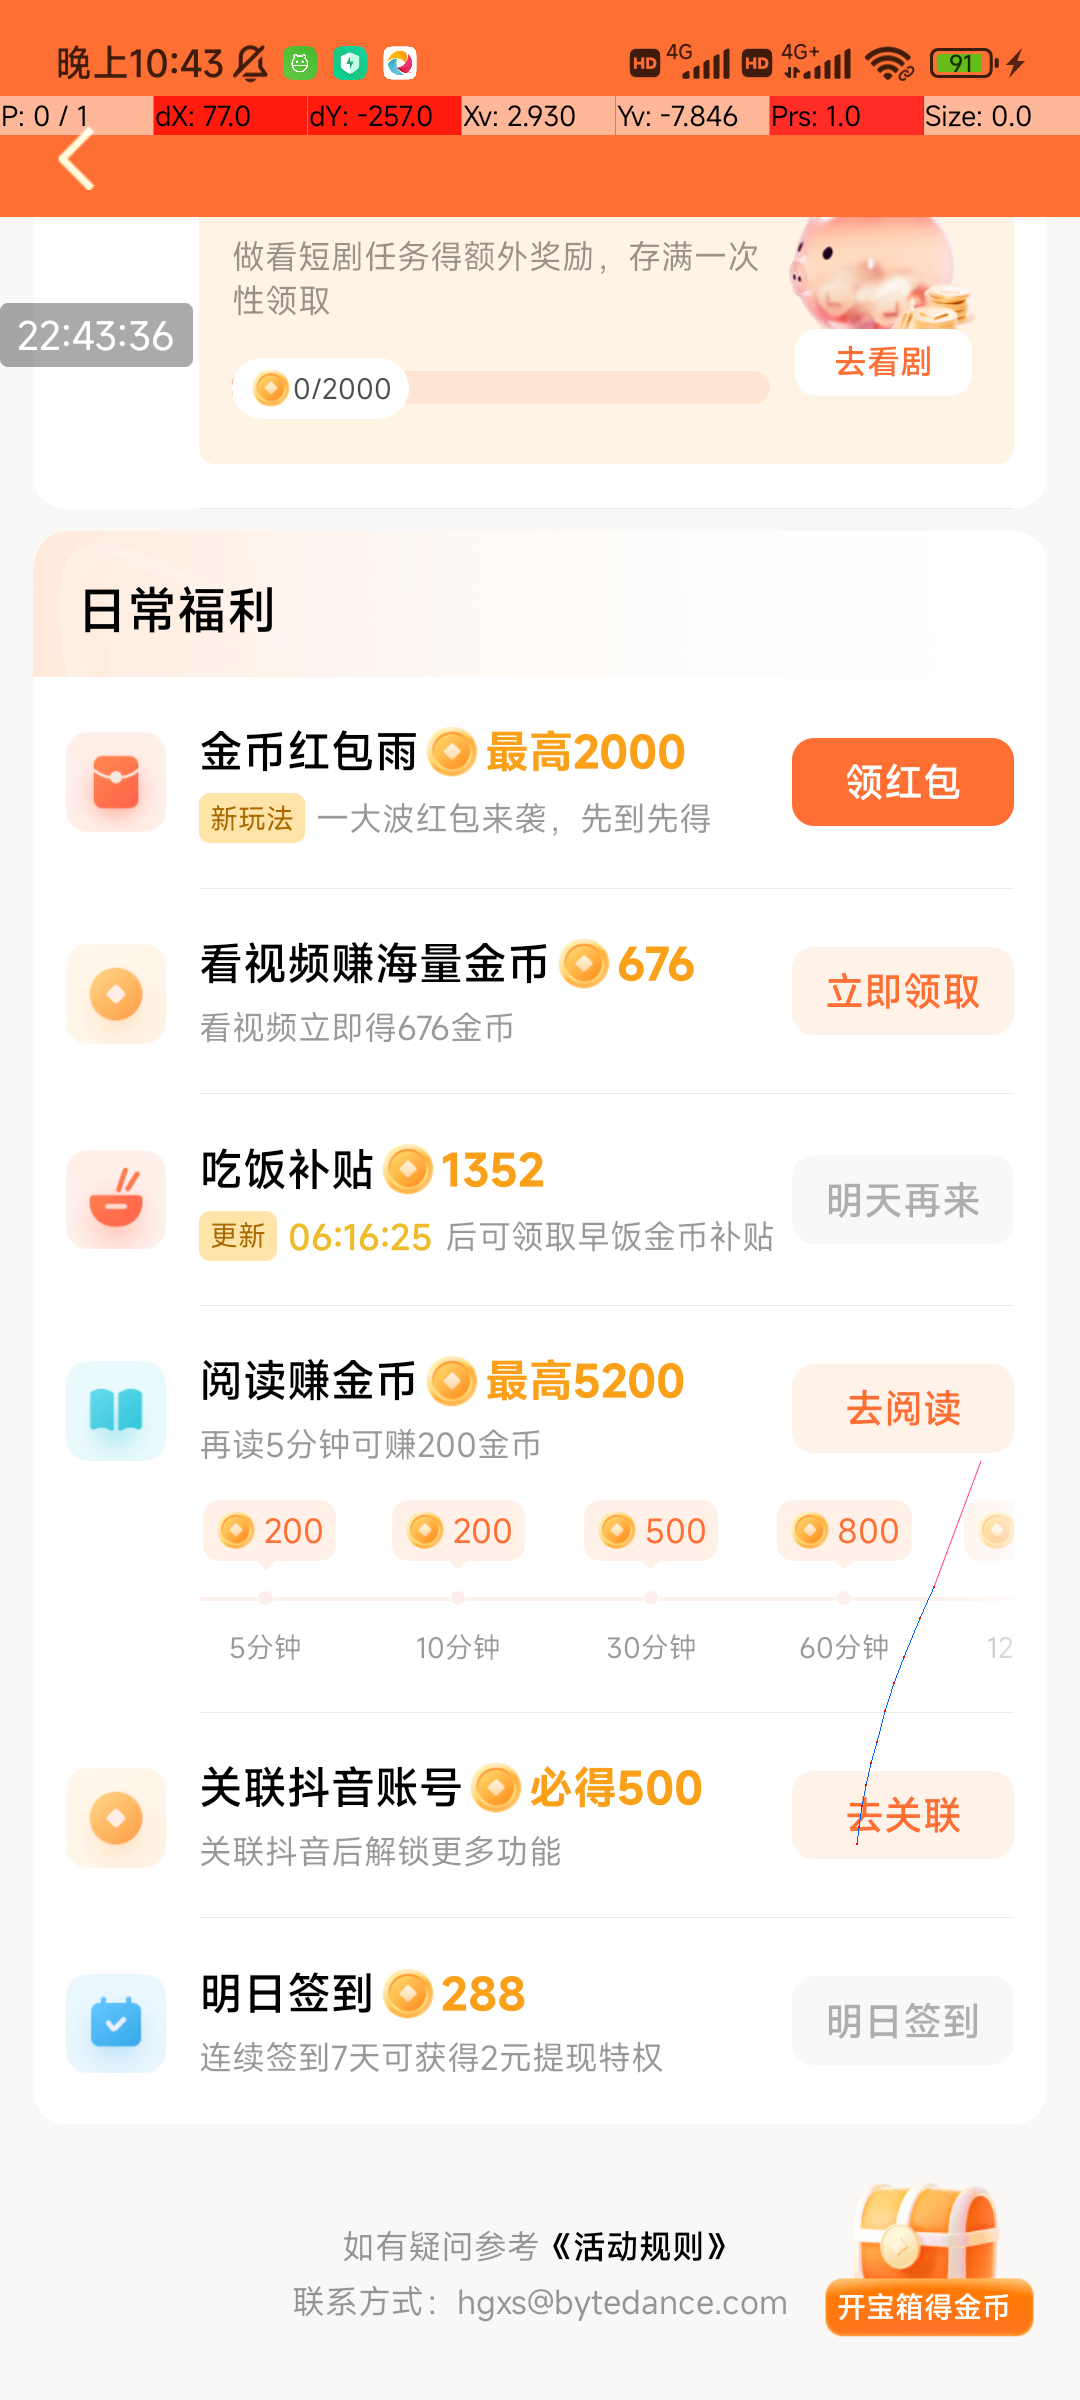 晚上10:43 HD 4G HD 4G+ 91
P: 0 / 1 dX: 77.0 dY: -257.0 Xv: 2.930 Yv: -7.846 Prs: 1.0 Size: 0.0
做看短剧任务得额外奖励，存满一次
性领取
22:43:36
去看剧
0/2000
日常福利
金币红包雨 最高2000
新玩法 一大波红包来袭，先到先得
领红包
看视频赚海量金币 676
看视频立即得676金币
立即领取
吃饭补贴 1352
更新 06:16:25 后可领取早饭金币补贴
明天再来
阅读赚金币 最高5200
再读5分钟可赚200金币
去阅读
200 200 500 800
5分钟 10分钟 30分钟 60分钟 12
关联抖音账号 必得500
关联抖音后解锁更多功能
去关联
明日签到 288
连续签到7天可获得2元提现特权
明日签到
如有疑问参考《活动规则》
联系方式：hgxs@bytedance.com
开宝箱得金币